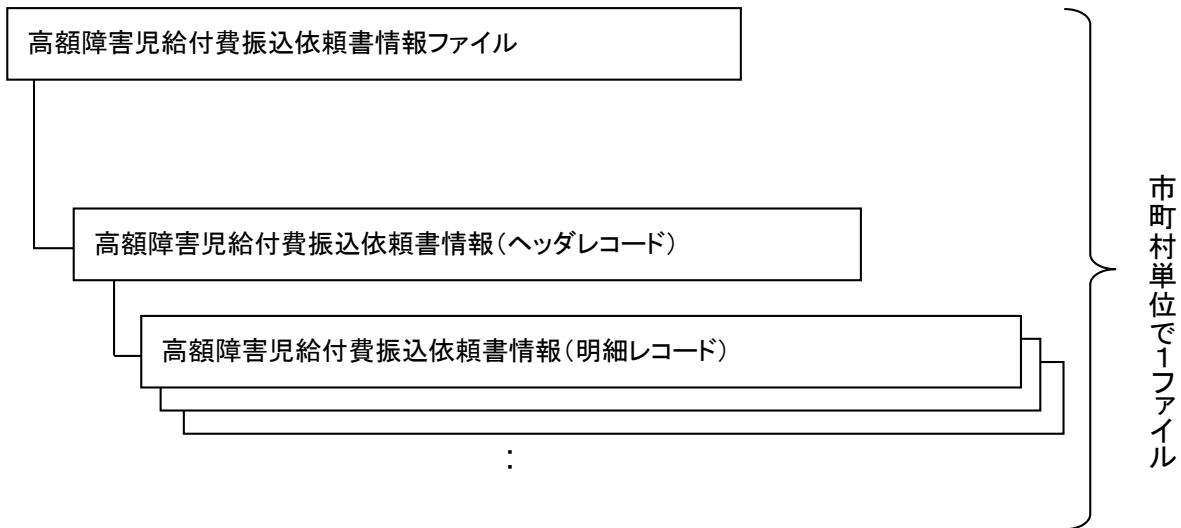 高額障害児給付費振込依頼書情報ファイル
高額障害児給付費振込依頼書情報(ヘッダレコード)
高額障害児給付費振込依頼書情報(明細レコード)
:
市町村単位で1ファイル